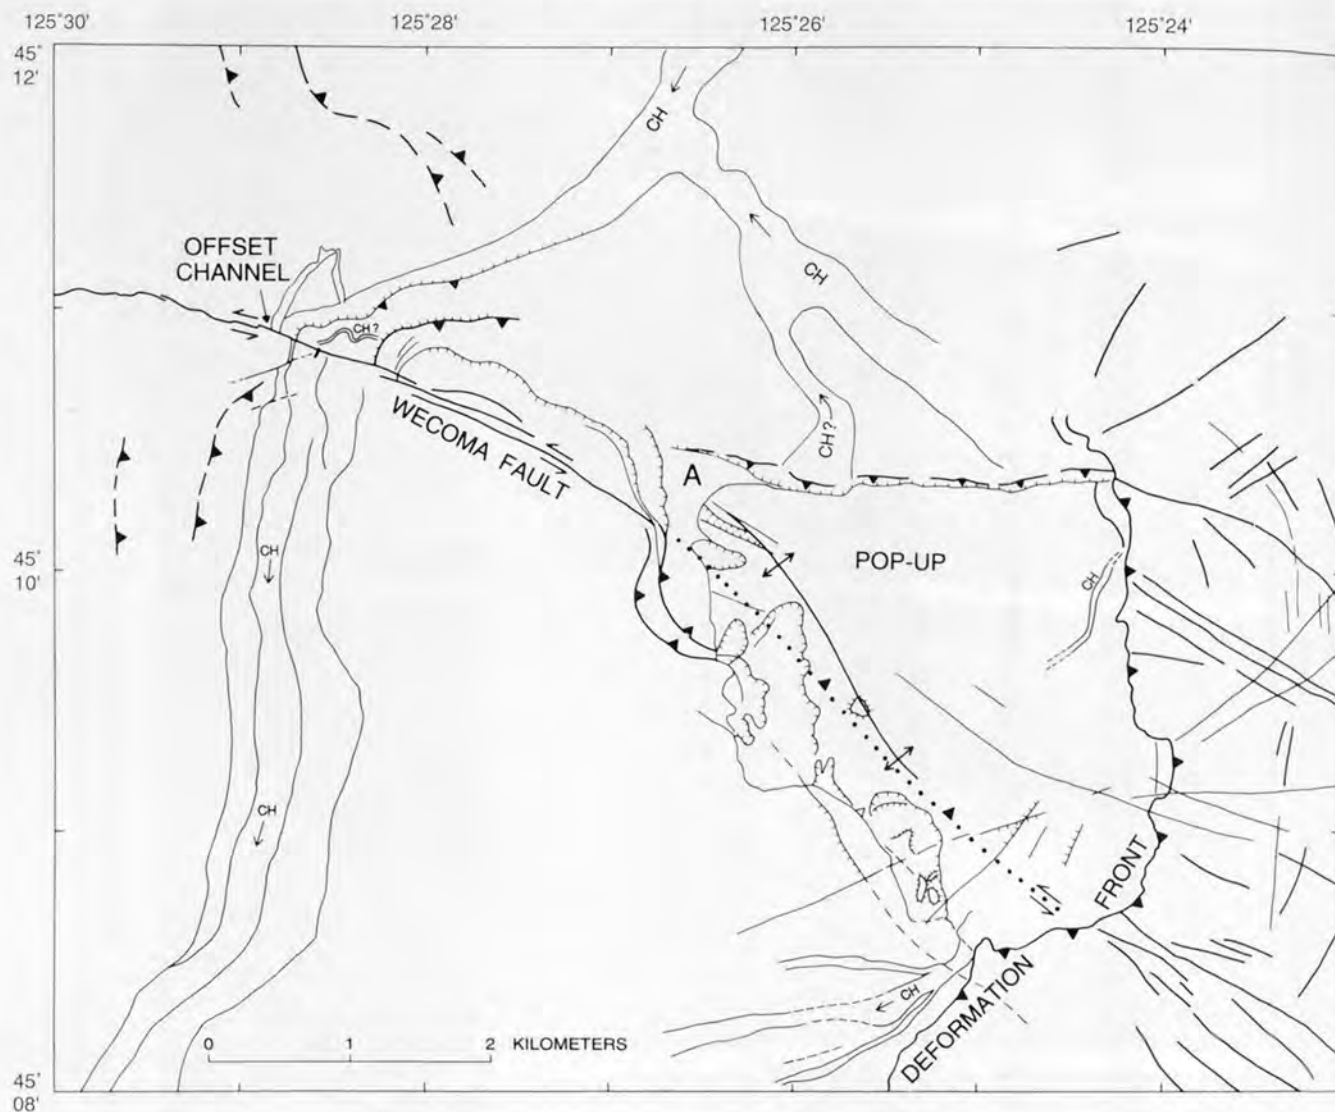 125°30'
125°28'
125°26'
125°24'
45°
12'
CH
OFFSET
CHANNEL
CH
CH?
WECOMA FAULT
CH?
A
POP-UP
45°
10'
CH
CH
CH
FRONT
CH
DEFORMATION
0 1 2 KILOMETERS
45°
08'